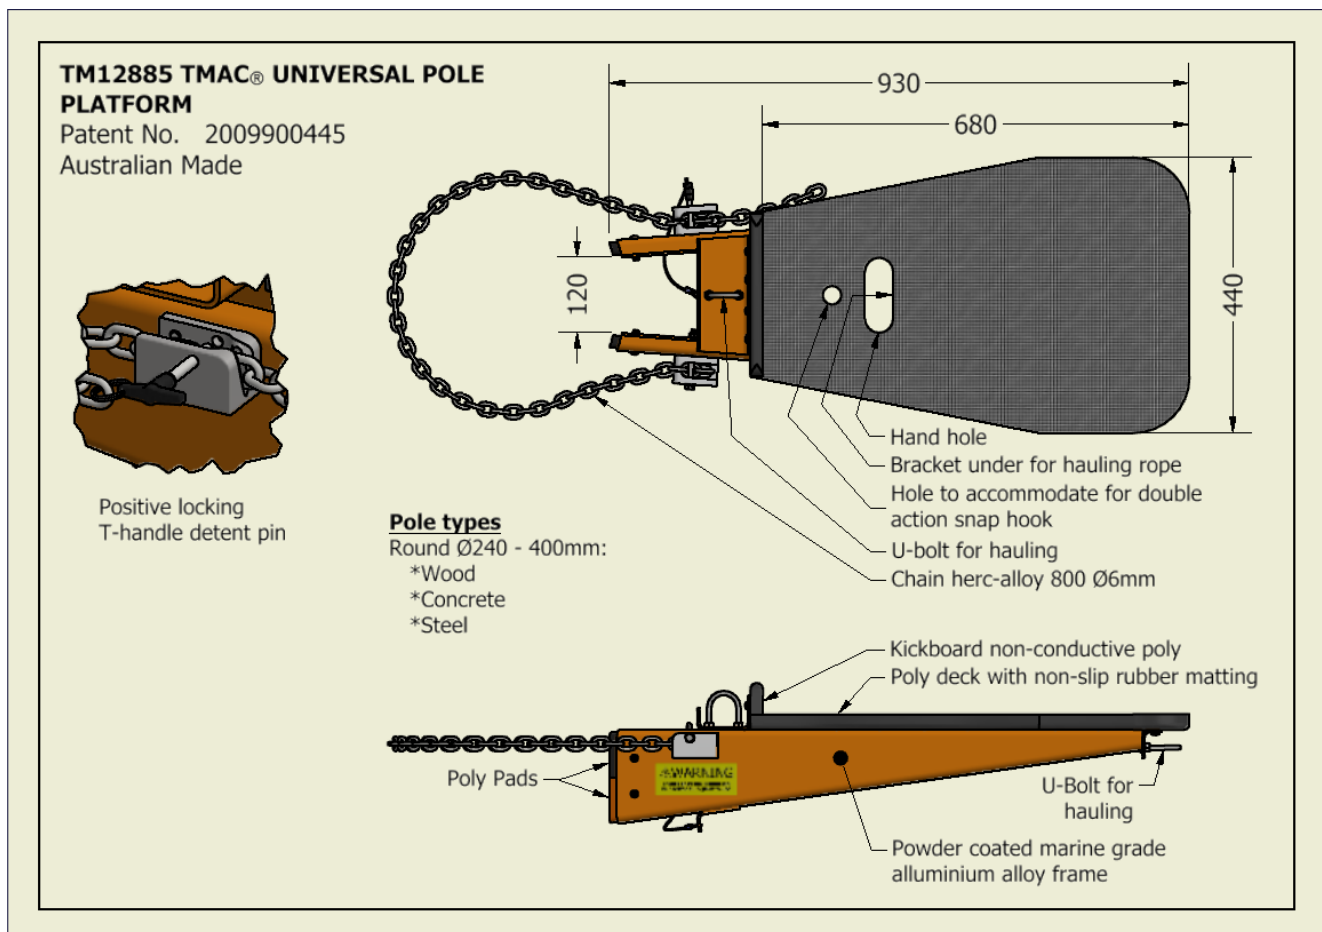 TM12885 TMAC® UNIVERSAL POLE
PLATFORM
Patent No. 2009900445
Australian Made
930
680
120
440
Positive locking
T-handle detent pin
Pole types
Round Ø240 - 400mm:
*Wood
*Concrete
*Steel
Hand hole
Bracket under for hauling rope
Hole to accommodate for double
action snap hook
U-bolt for hauling
Chain herc-alloy 800 Ø6mm
Kickboard non-conductive poly
Poly deck with non-slip rubber matting
Poly Pads
WARNING
U-Bolt for
hauling
Powder coated marine grade
alluminium alloy frame